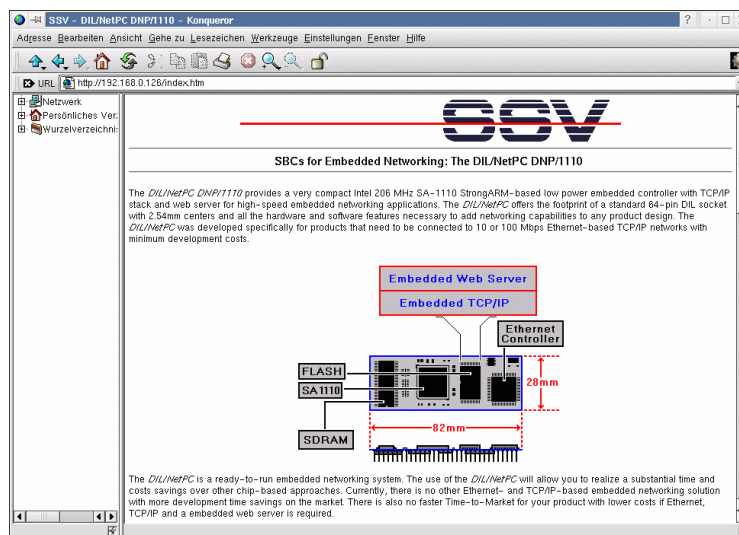 SSV - DIL/NetPC DNP/1110 - Konqueror
Adresse Bearbeiten Ansicht Gehe zu Lesezeichen Werkzeuge Einstellungen Fenster Hilfe
URL http://192.168.0.126/index.htm
Netzwerk
Persönliches Ver:
Wurzelverzeichni:
SSV
SBCs for Embedded Networking: The DIL/NetPC DNP/1110
The DIL/NetPC DNP/1110 provides a very compact Intel 206 MHz SA-1110 StrongARM-based low power embedded controller with TCP/IP
stack and web server for high-speed embedded networking applications. The DIL/NetPC offers the footprint of a standard 64-pin DIL socket
with 2.54mm centers and all the hardware and software features necessary to add networking capabilities to any product design. The
DIL/NetPC was developed specifically for products that need to be connected to 10 or 100 Mbps Ethernet-based TCP/IP networks with
minimum development costs.
Embedded Web Server
Embedded TCP/IP
Ethernet
Controller
FLASH
SA1110
SDRAM
28mm
82mm
The DIL/NetPC is a ready-to-run embedded networking system. The use of the DIL/NetPC will allow you to realize a substantial time and
costs savings over other chip-based approaches. Currently, there is no other Ethernet- and TCP/IP-based embedded networking solution
with more development time savings on the market. There is also no faster Time-to-Market for your product with lower costs if Ethernet,
TCP/IP and a embedded web server is required.